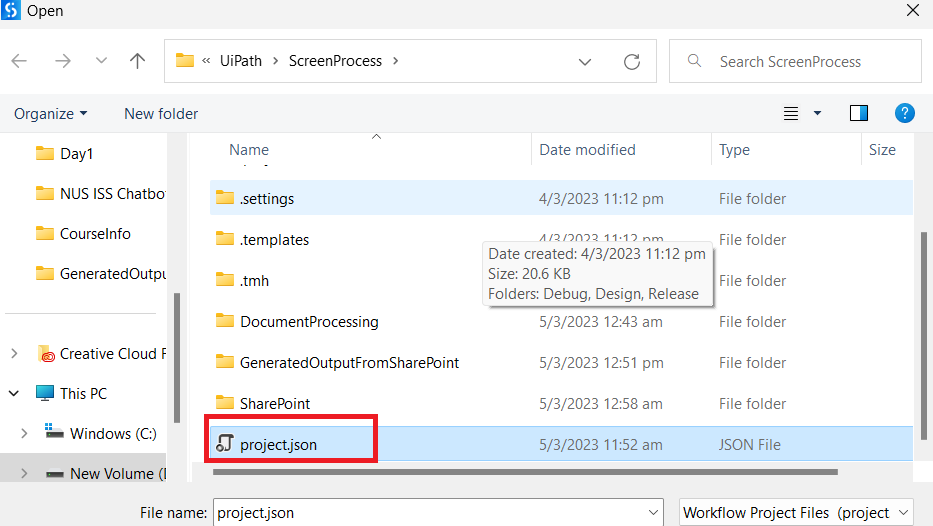 Open
« UiPath > ScreenProcess >
Search ScreenProcess
Organize
New folder
?
Name
Date modified
Type
Size
Day1
NUS ISS Chatbo
CourseInfo
GeneratedOutpu
Creative Cloud F
This PC
Windows (C:)
New Volume (
.settings 4/3/2023 11:12 pm File folder
.templates 4/3/2023 11:12 pm File folder
.tmh File folder
Date created: 4/3/2023 11:12 pm
Size: 20.6 KB
Folders: Debug, Design, Release
DocumentProcessing 5/3/2023 12:43 am File folder
GeneratedOutputFromSharePoint 5/3/2023 12:51 pm File folder
SharePoint 5/3/2023 12:58 am File folder
project.json 5/3/2023 11:52 am JSON File
File name: project.json
Workflow Project Files (project